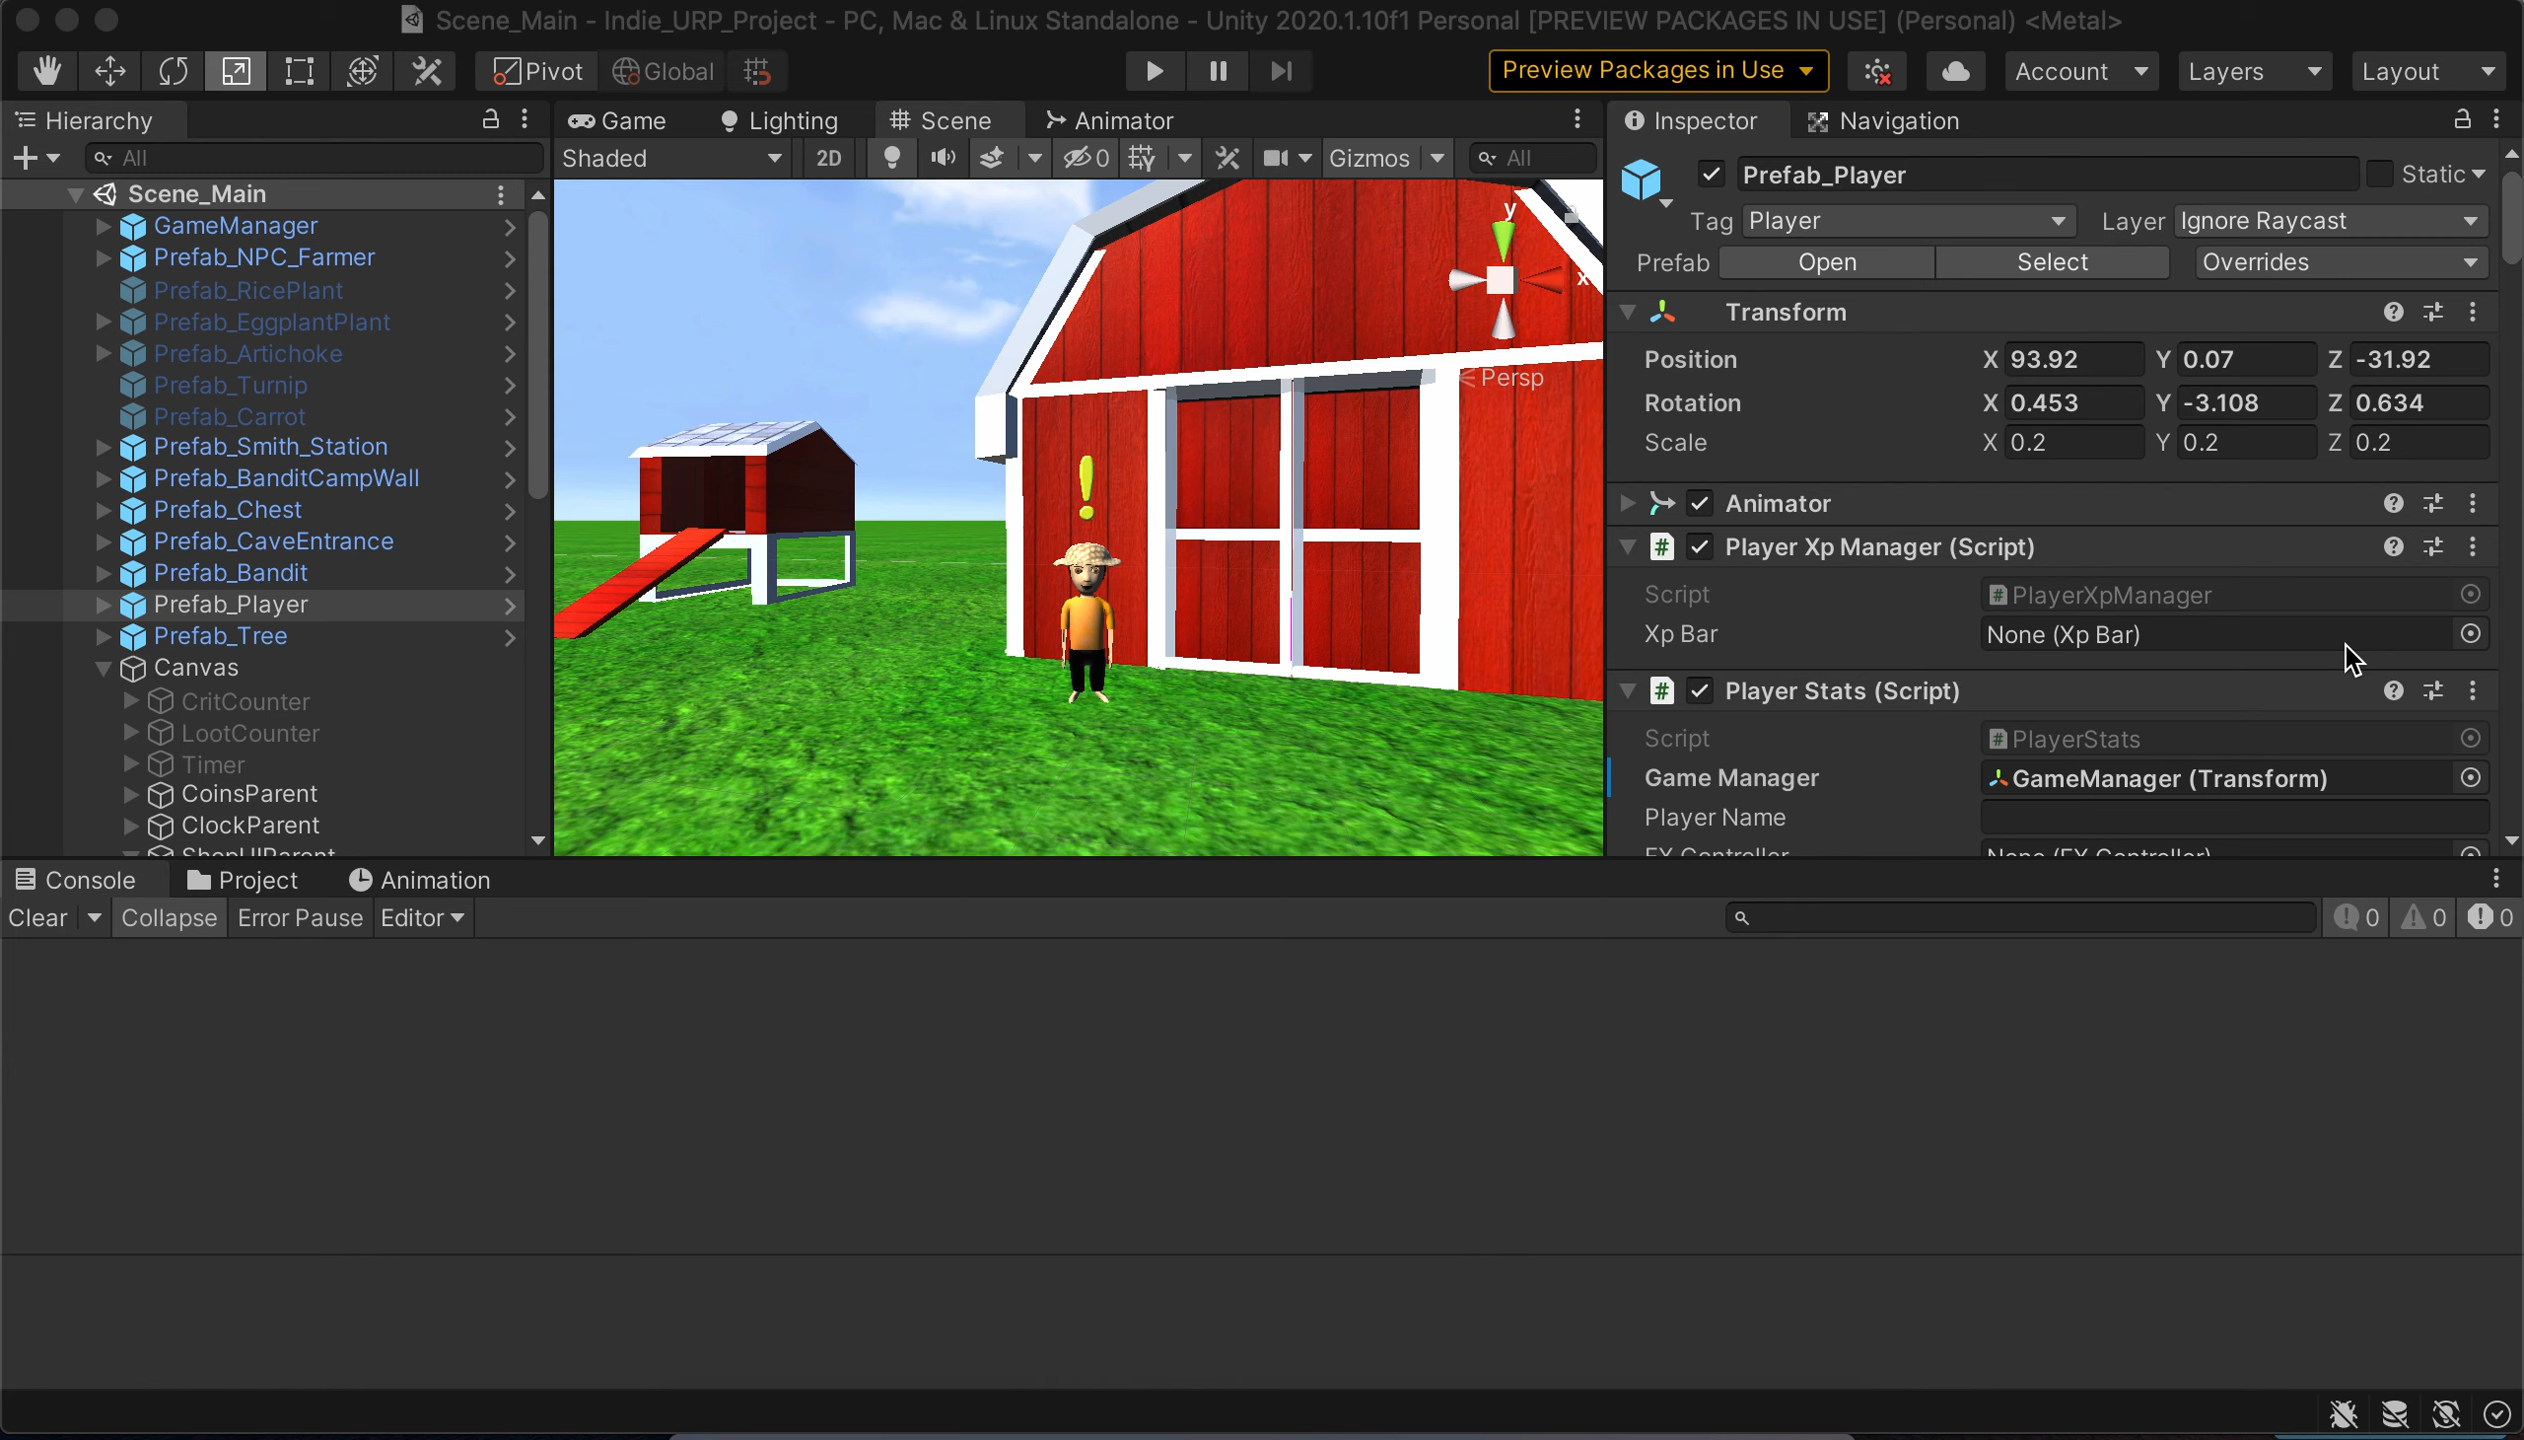 Scene_Main - Indie_URP_Project - PC, Mac & Linux Standalone - Unity 2020.1.10f1 Personal [PREVIEW PACKAGES IN USE] (Personal) <Metal>
Pivot Global Preview Packages in Use Account Layers Layout
Hierarchy
All
Scene_Main
GameManager
Prefab_NPC_Farmer
Prefab_RicePlant
Prefab_EggplantPlant
Prefab_Artichoke
Prefab_Turnip
Prefab_Carrot
Prefab_Smith_Station
Prefab_BanditCampWall
Prefab_Chest
Prefab_CaveEntrance
Prefab_Bandit
Prefab_Player
Prefab_Tree
Canvas
CritCounter
LootCounter
Timer
CoinsParent
ClockParent
ShopUIParent
Game Lighting Scene Animator
Shaded 2D 0 Gizmos All
y
x
Persp
Inspector Navigation
Prefab_Player Static
Tag Player Layer Ignore Raycast
Prefab Open Select Overrides
Transform
Position X 93.92 Y 0.07 Z -31.92
Rotation X 0.453 Y -3.108 Z 0.634
Scale X 0.2 Y 0.2 Z 0.2
Animator
# Player Xp Manager (Script)
Script # PlayerXpManager
Xp Bar None (Xp Bar)
# Player Stats (Script)
Script # PlayerStats
Game Manager GameManager (Transform)
Player Name
FX Controller None (FX Controller)
Console Project Animation
Clear Collapse Error Pause Editor 0 0 0